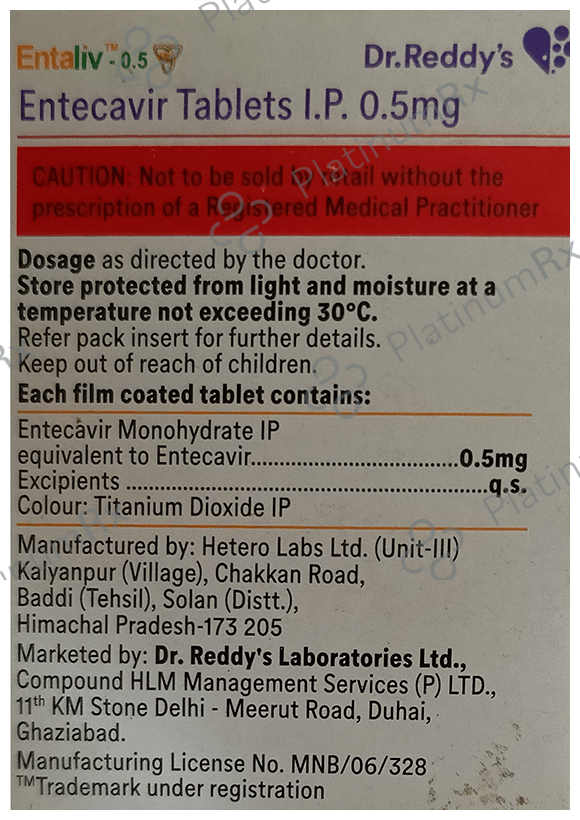 Entaliv™-0.5
Dr.Reddy's
Entecavir Tablets I.P. 0.5mg
CAUTION: Not to be sold by retail without the
prescription of a Registered Medical Practitioner
Dosage as directed by the doctor.
Store protected from light and moisture at a
temperature not exceeding 30°C.
Refer pack insert for further details.
Keep out of reach of children.
Each film coated tablet contains:
Entecavir Monohydrate IP
equivalent to Entecavir.................................0.5mg
Excipients ....................................................q.s.
Colour: Titanium Dioxide IP
Manufactured by: Hetero Labs Ltd. (Unit-III)
Kalyanpur (Village), Chakkan Road,
Baddi (Tehsil), Solan (Distt.),
Himachal Pradesh-173 205
Marketed by: Dr. Reddy's Laboratories Ltd.,
Compound HLM Management Services (P) LTD.,
11th KM Stone Delhi - Meerut Road, Duhai,
Ghaziabad.
Manufacturing License No. MNB/06/328
™Trademark under registration
PlatinumRx
PlatinumRx
PlatinumRx